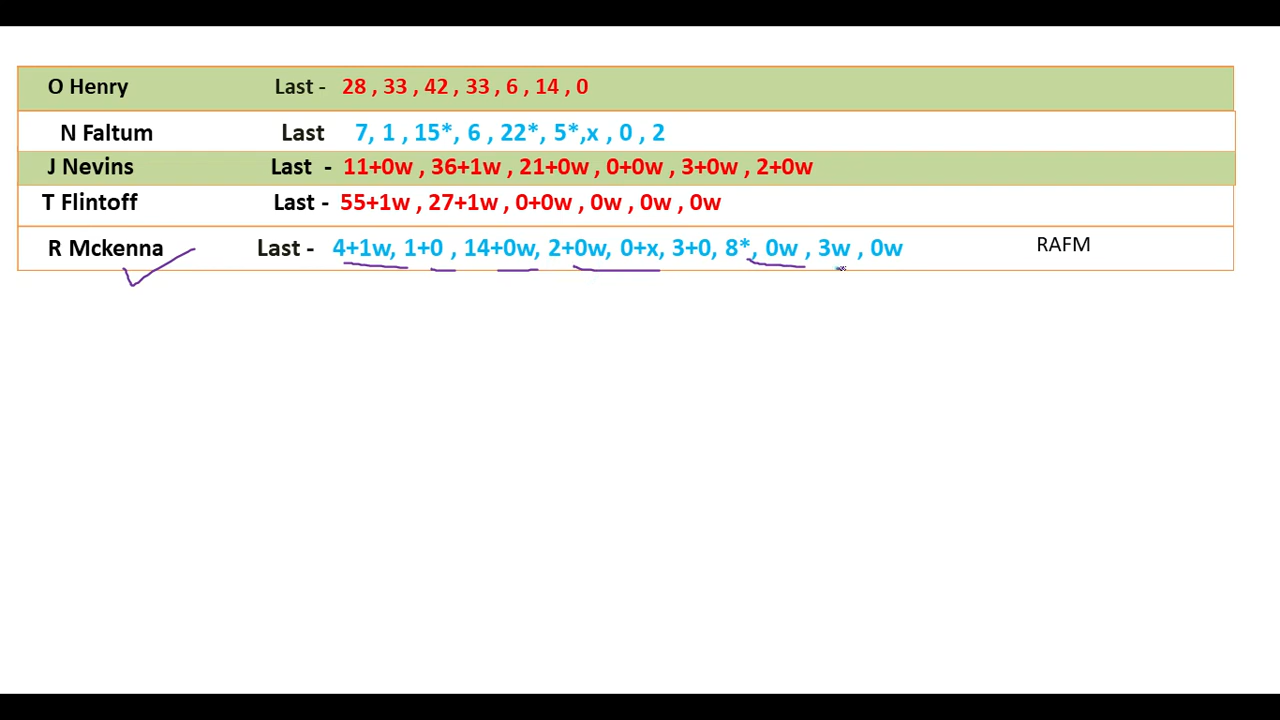 O Henry Last - 28 , 33 , 42 , 33 , 6 , 14 , 0
N Faltum Last 7, 1 , 15*, 6 , 22*, 5*,x , 0 , 2
J Nevins Last - 11+0w , 36+1w , 21+0w , 0+0w , 3+0w , 2+0w
T Flintoff Last - 55+1w , 27+1w , 0+0w , 0w , 0w , 0w
R Mckenna Last - 4+1w, 1+0 , 14+0w, 2+0w, 0+x, 3+0, 8*, 0w , 3w , 0w RAFM